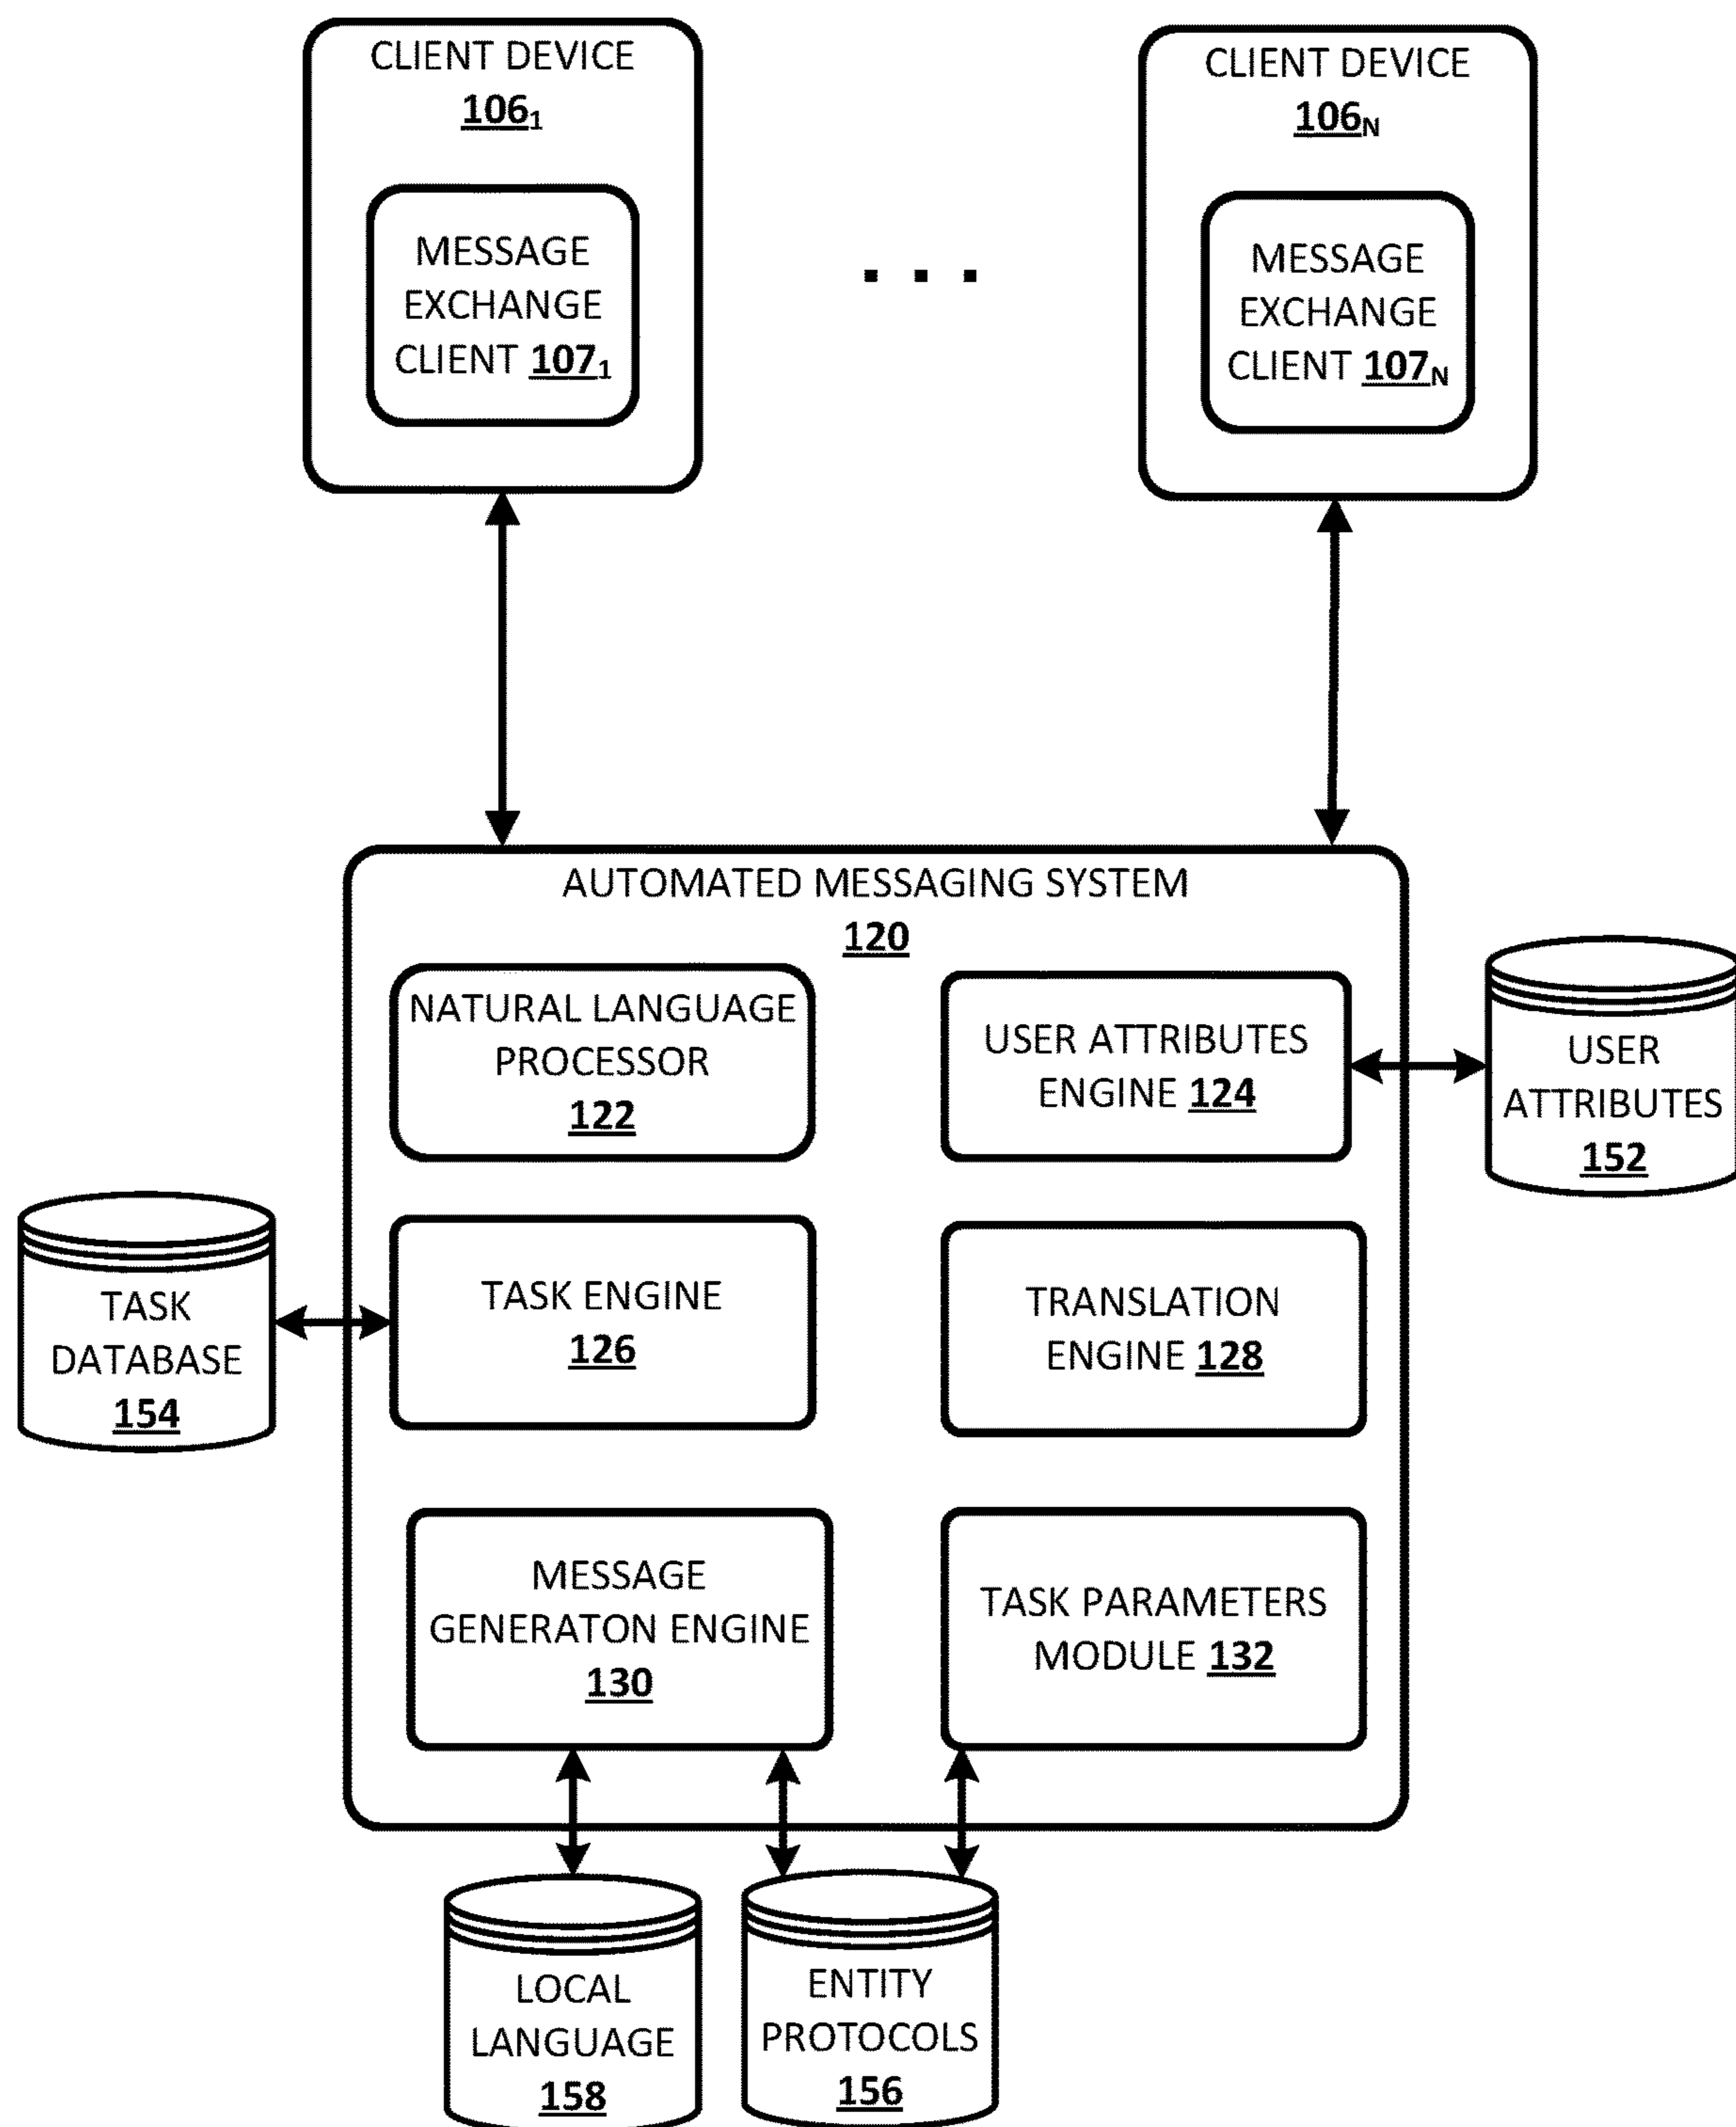 CLIENT DEVICE
106₁
MESSAGE
EXCHANGE
CLIENT 107₁
. . .
CLIENT DEVICE
106ₙ
MESSAGE
EXCHANGE
CLIENT 107ₙ
AUTOMATED MESSAGING SYSTEM
120
NATURAL LANGUAGE
PROCESSOR
122
USER ATTRIBUTES
ENGINE 124
USER
ATTRIBUTES
152
TASK
DATABASE
154
TASK ENGINE
126
TRANSLATION
ENGINE 128
MESSAGE
GENERATON ENGINE
130
TASK PARAMETERS
MODULE 132
LOCAL
LANGUAGE
158
ENTITY
PROTOCOLS
156